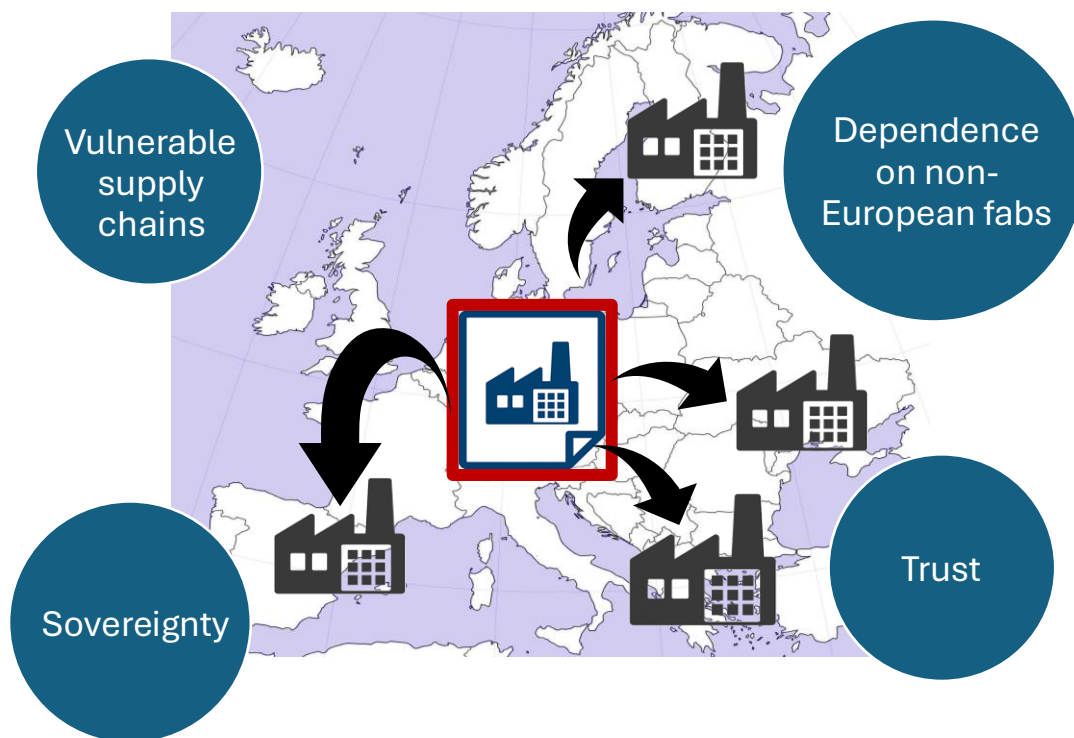 Vulnerable
supply
chains
Dependence
on non-
European fabs
Sovereignty
Trust